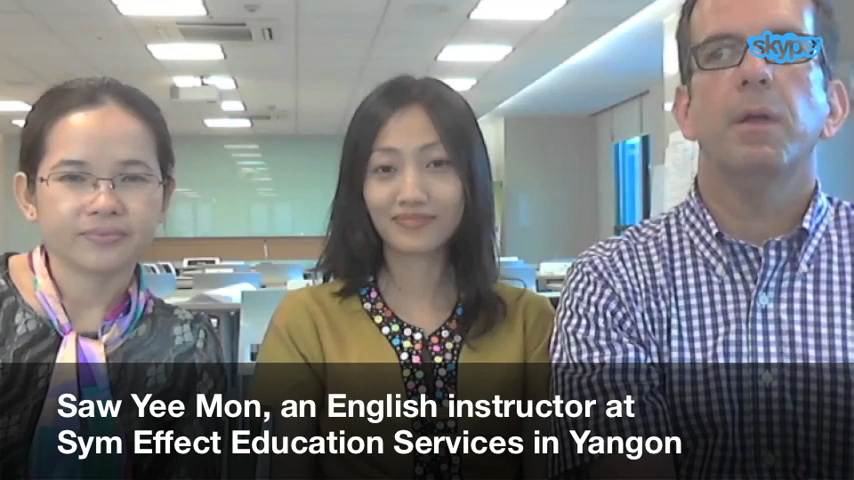 skype
Saw Yee Mon, an English instructor at
Sym Effect Education Services in Yangon